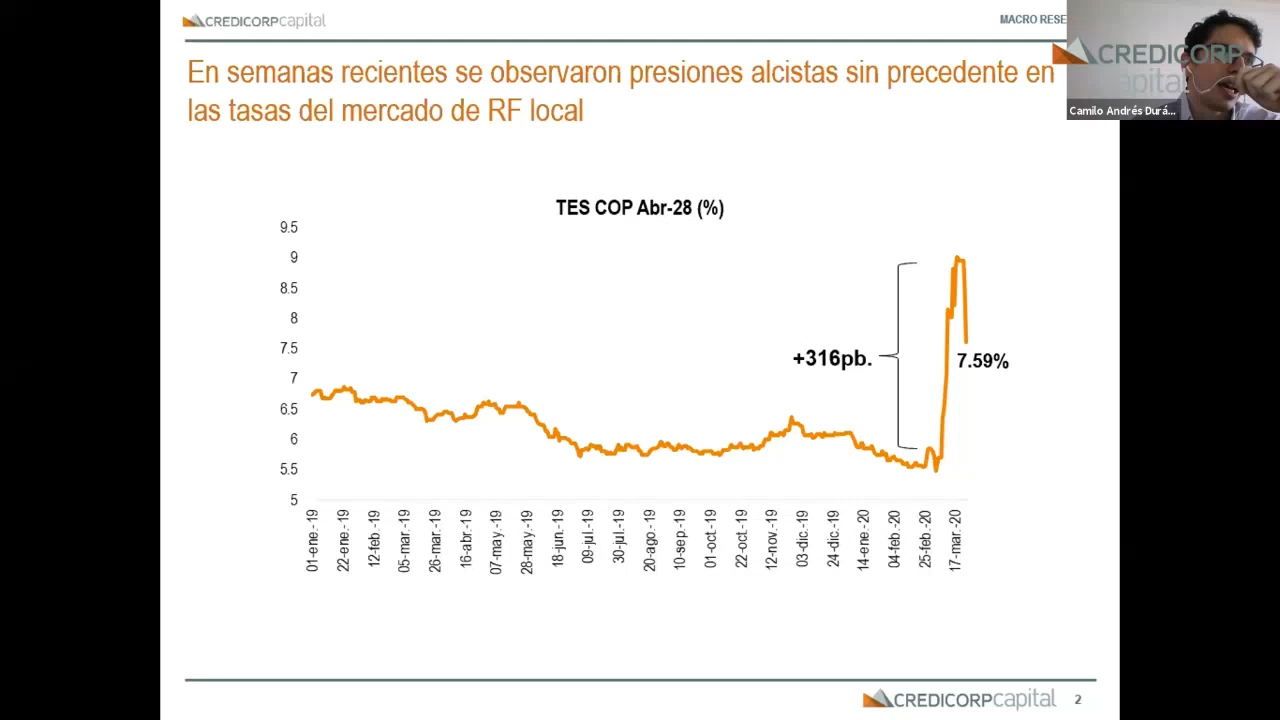 CREDICORPcapital
MACRO RESE
CREDICORP
capital
Camilo Andrés Durá...
En semanas recientes se observaron presiones alcistas sin precedente en
las tasas del mercado de RF local
TES COP Abr-28 (%)
9.5
9
8.5
8
7.5
7
6.5
6
5.5
5
+316pb.
7.59%
01-ene.-19
22-ene.-19
12-feb.-19
05-mar.-19
26-mar.-19
16-abr.-19
07-may.-19
28-may.-19
18-jun.-19
09-jul.-19
30-jul.-19
20-ago.-19
10-sep.-19
01-oct.-19
22-oct.-19
12-nov.-19
03-dic.-19
24-dic.-19
14-ene.-20
04-feb.-20
25-feb.-20
17-mar.-20
CREDICORPcapital 2